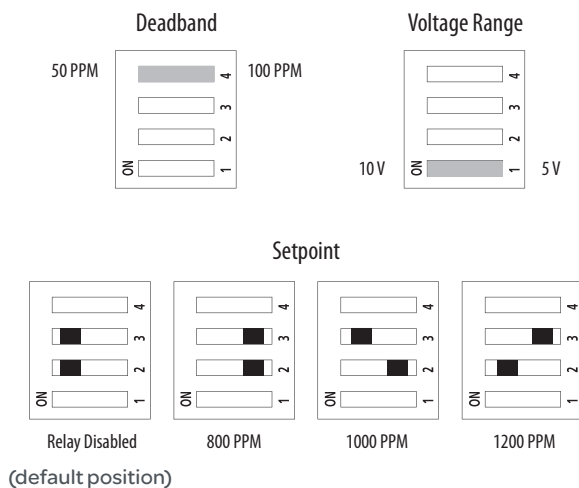 Deadband
Voltage Range
50 PPM
100 PPM
4
3
2
ON
1
4
3
2
10 V
ON
1
5 V
Setpoint
4
3
2
ON
1
4
3
2
ON
1
4
3
2
ON
1
4
3
2
ON
1
Relay Disabled
800 PPM
1000 PPM
1200 PPM
(default position)